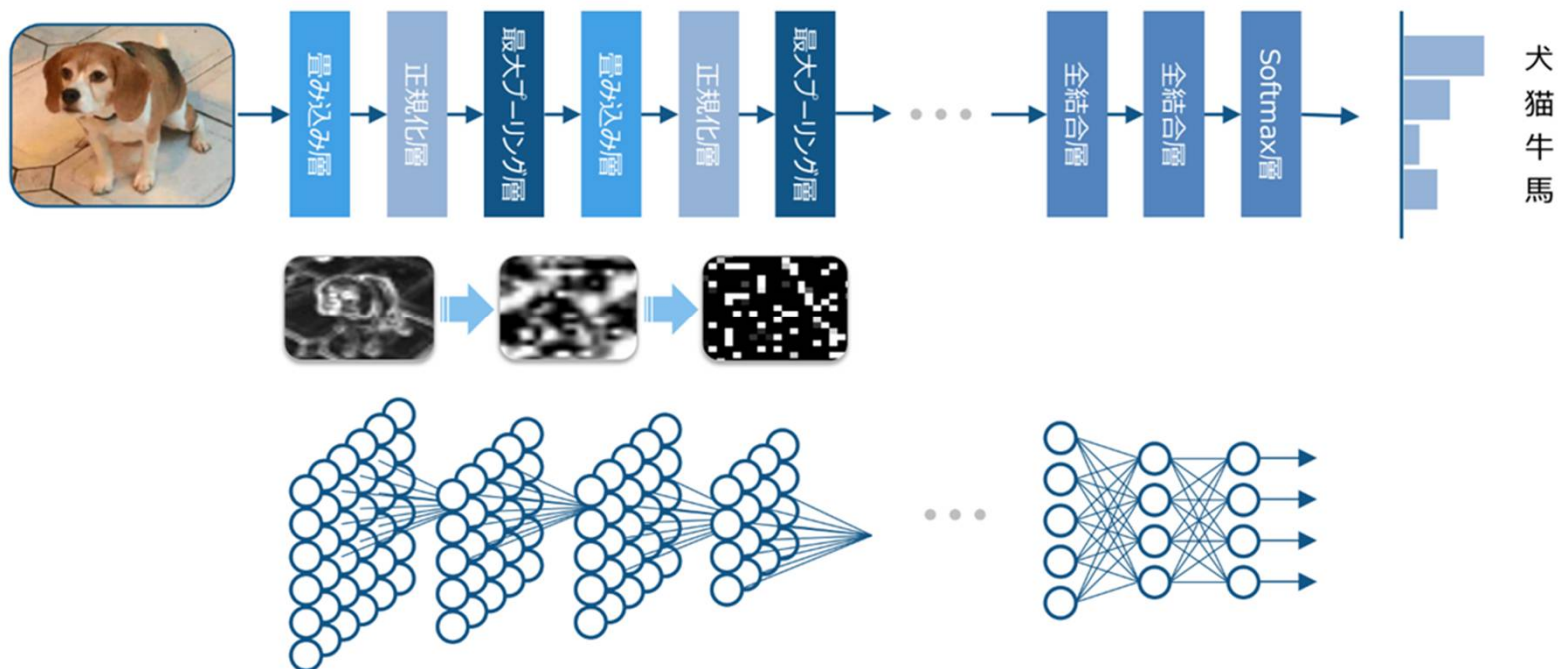 畳み込み層
正規化層
最大プーリング層
畳み込み層
正規化層
最大プーリング層
全結合層
全結合層
Softmax層
犬
猫
牛
馬